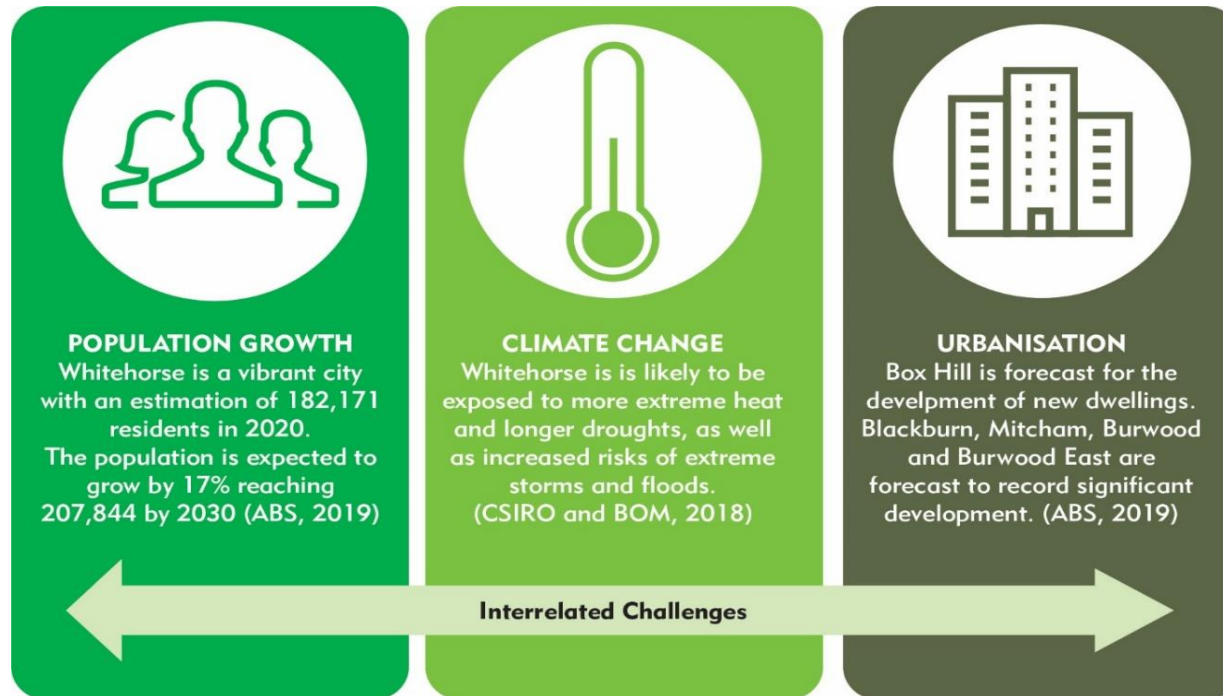 POPULATION GROWTH
Whitehorse is a vibrant city
with an estimation of 182,171
residents in 2020.
The population is expected to
grow by 17% reaching
207,844 by 2030 (ABS, 2019)
CLIMATE CHANGE
Whitehorse is is likely to be
exposed to more extreme heat
and longer droughts, as well
as increased risks of extreme
storms and floods.
(CSIRO and BOM, 2018)
URBANISATION
Box Hill is forecast for the
develpment of new dwellings.
Blackburn, Mitcham, Burwood
and Burwood East are
forecast to record significant
development. (ABS, 2019)
Interrelated Challenges